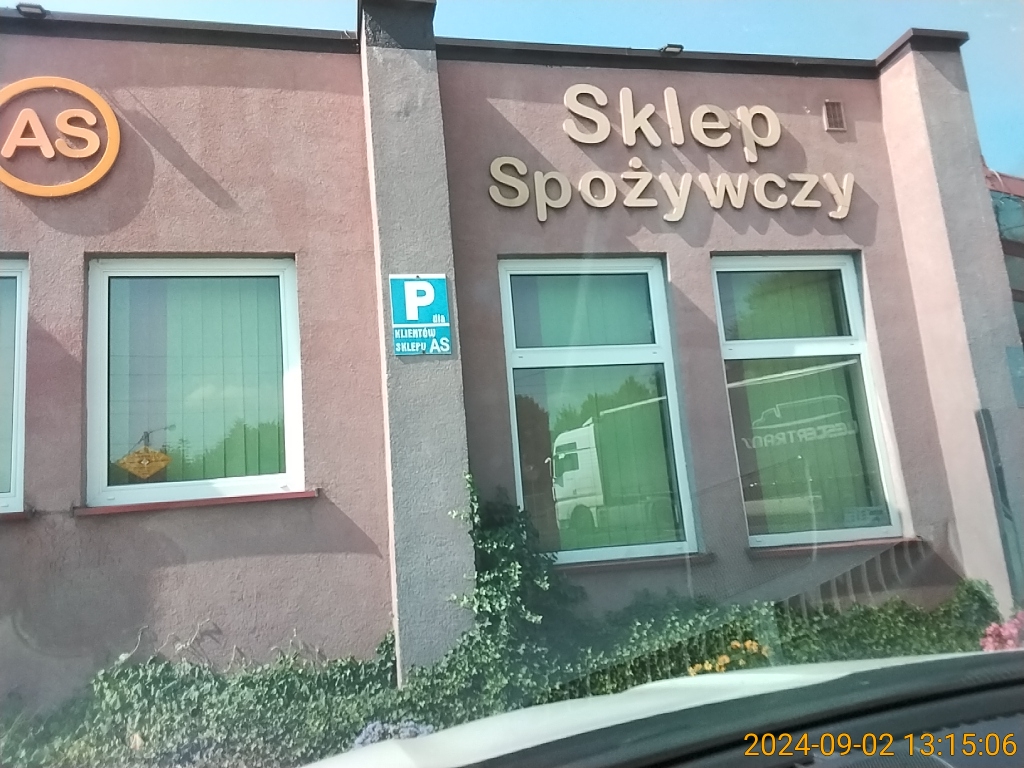 AS
Sklep
Spożywczy
P
dla
KLIENTÓW
SKLEPU AS
2024-09-02 13:15:06